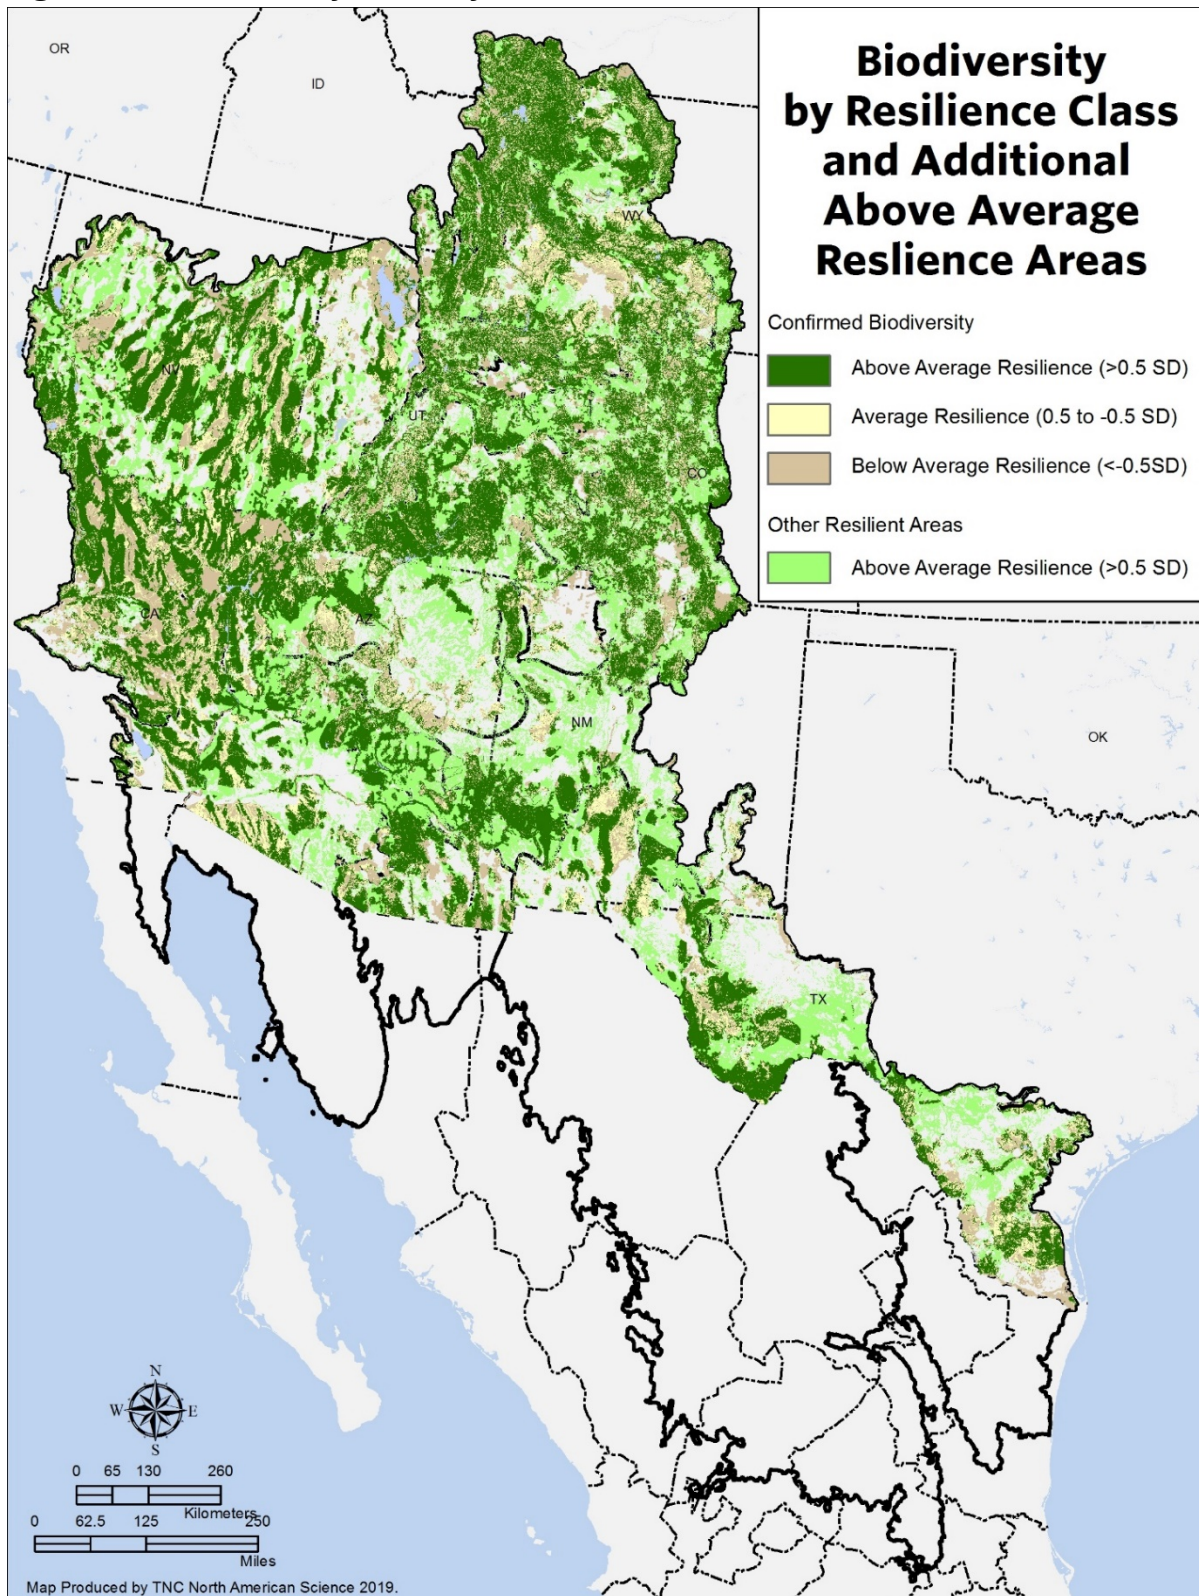 OR
ID
WY
NV
UT
CO
CA
AZ
NM
OK
TX
Biodiversity
by Resilience Class
and Additional
Above Average
Reslience Areas
Confirmed Biodiversity
Above Average Resilience (>0.5 SD)
Average Resilience (0.5 to -0.5 SD)
Below Average Resilience (<-0.5SD)
Other Resilient Areas
Above Average Resilience (>0.5 SD)
N
W E
S
0 65 130 260
Kilometers
0 62.5 125 250
Miles
Map Produced by TNC North American Science 2019.